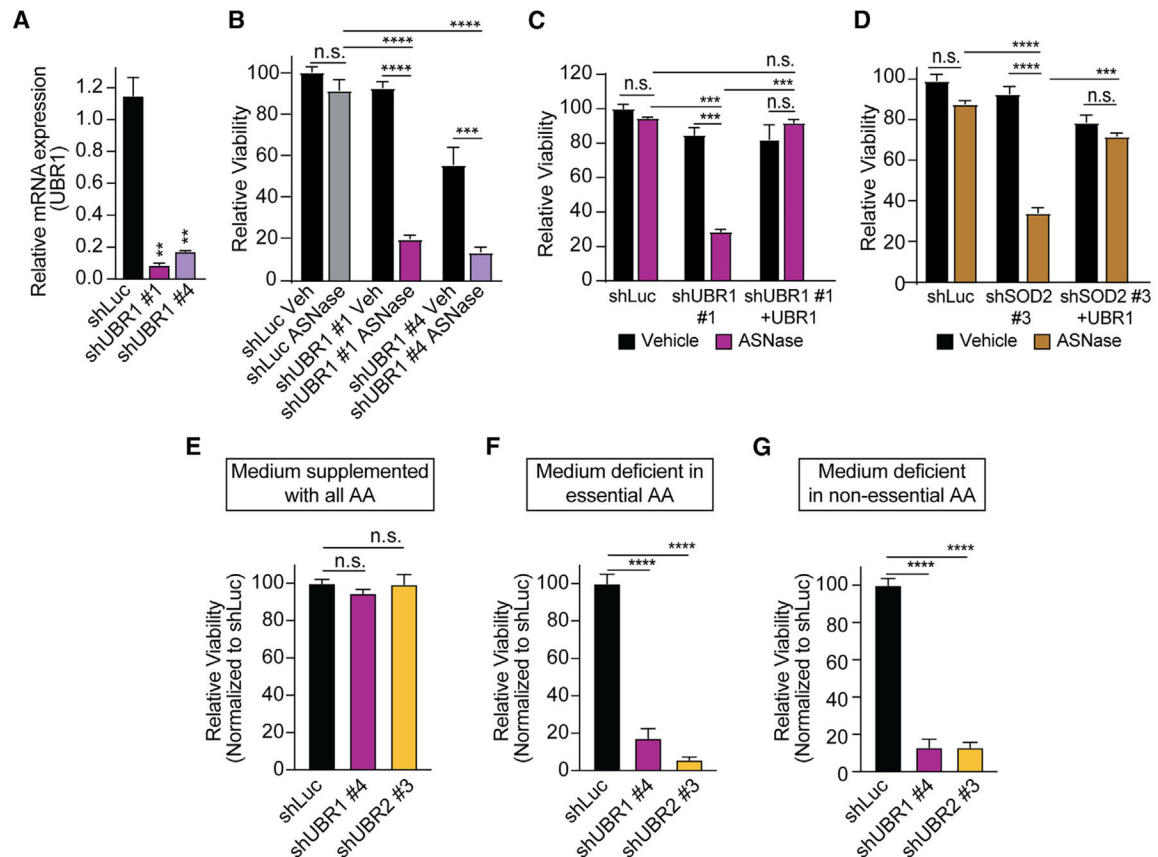 A
Relative mRNA expression
(UBR1)
1.2
1.0
0.8
0.6
0.4
0.2
0.0
**
**
shLuc
shUBR1 #1
shUBR1 #4
B
Relative Viability
100
80
60
40
20
0
n.s.
****
****
****
***
shLuc Veh
shLuc ASNase
shUBR1 #1 Veh
shUBR1 #1 ASNase
shUBR1 #4 Veh
shUBR1 #4 ASNase
C
Relative Viability
120
100
80
60
40
20
0
n.s.
n.s.
***
***
***
n.s.
shLuc
shUBR1
#1
shUBR1 #1
+UBR1
Vehicle
ASNase
D
Relative Viability
100
80
60
40
20
0
n.s.
****
****
***
n.s.
shLuc
shSOD2
#3
shSOD2 #3
+UBR1
Vehicle
ASNase
E
Medium supplemented
with all AA
Relative Viability
(Normalized to shLuc)
100
80
60
40
20
0
n.s.
n.s.
shLuc
shUBR1 #4
shUBR2 #3
F
Medium deficient in
essential AA
Relative Viability
(Normalized to shLuc)
100
80
60
40
20
0
****
****
shLuc
shUBR1 #4
shUBR2 #3
G
Medium deficient
in non-essential AA
Relative Viability
(Normalized to shLuc)
100
80
60
40
20
0
****
****
shLuc
shUBR1 #4
shUBR2 #3